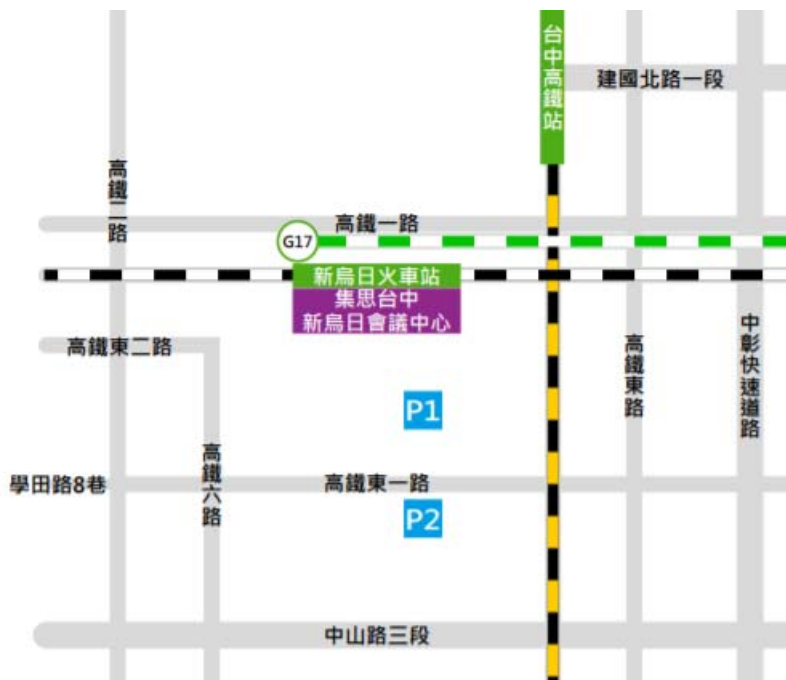 台中高鐵站
建國北路一段
高鐵二路
高鐵一路
G17
新烏日火車站
集思台中
新烏日會議中心
高鐵東二路
高鐵東路
中彰快速道路
P1
高鐵六路
學田路8巷
高鐵東一路
P2
中山路三段